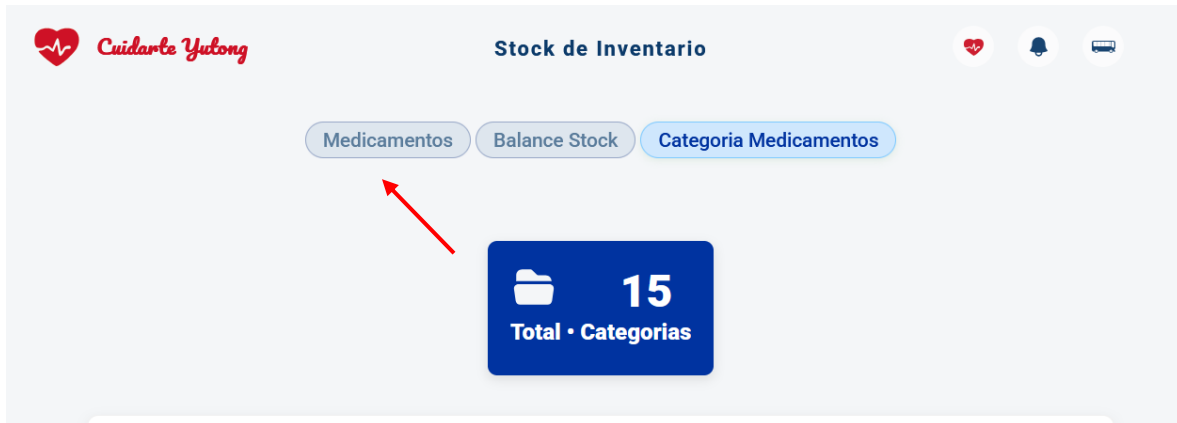 Cuidarte Yutong
Stock de Inventario
Medicamentos
Balance Stock
Categoria Medicamentos
15
Total • Categorias